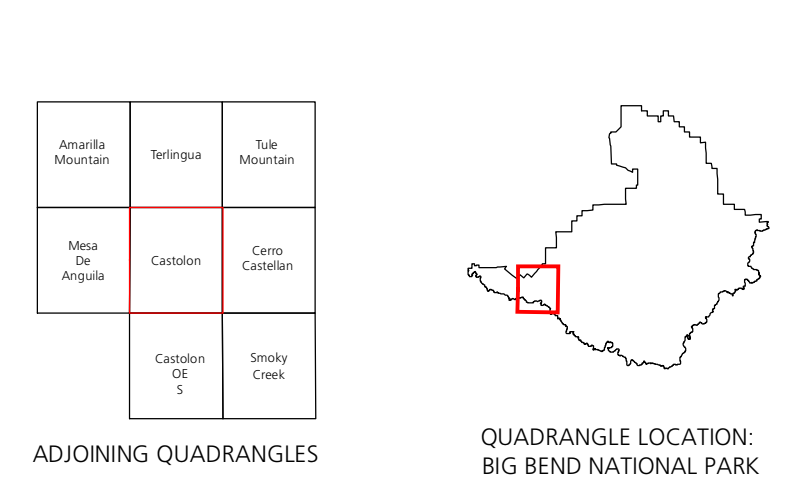 Amarilla
Mountain
Terlingua
Tule
Mountain
Mesa
De
Anguila
Castolon
Cerro
Castellan
Castolon
OE
S
Smoky
Creek
ADJOINING QUADRANGLES
QUADRANGLE LOCATION:
BIG BEND NATIONAL PARK